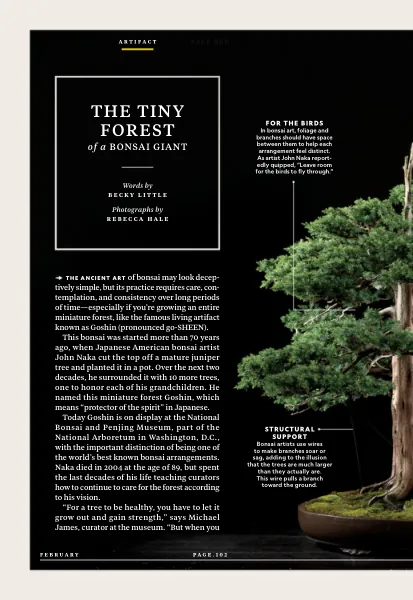 ARTIFACT
THE TINY
FOREST
of a BONSAI GIANT
Words by
BECKY LITTLE
Photographs by
REBECCA HALE
→ THE ANCIENT ART of bonsai may look decep-
tively simple, but its practice requires care, con-
templation, and consistency over long periods
of time—especially if you're growing an entire
miniature forest, like the famous living artifact
known as Goshin (pronounced go-SHEEN).
This bonsai was started more than 70 years
ago, when Japanese American bonsai artist
John Naka cut the top off a mature juniper
tree and planted it in a pot. Over the next two
decades, he surrounded it with 10 more trees,
one to honor each of his grandchildren. He
named this miniature forest Goshin, which
means "protector of the spirit" in Japanese.
Today Goshin is on display at the National
Bonsai and Penjing Museum, part of the
National Arboretum in Washington, D.C.,
with the important distinction of being one of
the world's best known bonsai arrangements.
Naka died in 2004 at the age of 89, but spent
the last decades of his life teaching curators
how to continue to care for the forest according
to his vision.
"For a tree to be healthy, you have to let it
grow out and gain strength," says Michael
James, curator at the museum. "But when you
FOR THE BIRDS
In bonsai art, foliage and
branches should have space
between them to help each
arrangement feel distinct.
As artist John Naka report-
edly quipped, "Leave room
for the birds to fly through."
STRUCTURAL
SUPPORT
Bonsai artists use wires
to make branches soar or
sag, adding to the illusion
that the trees are much larger
than they actually are.
This wire pulls a branch
toward the ground.
FEBRUARY
PAGE.102